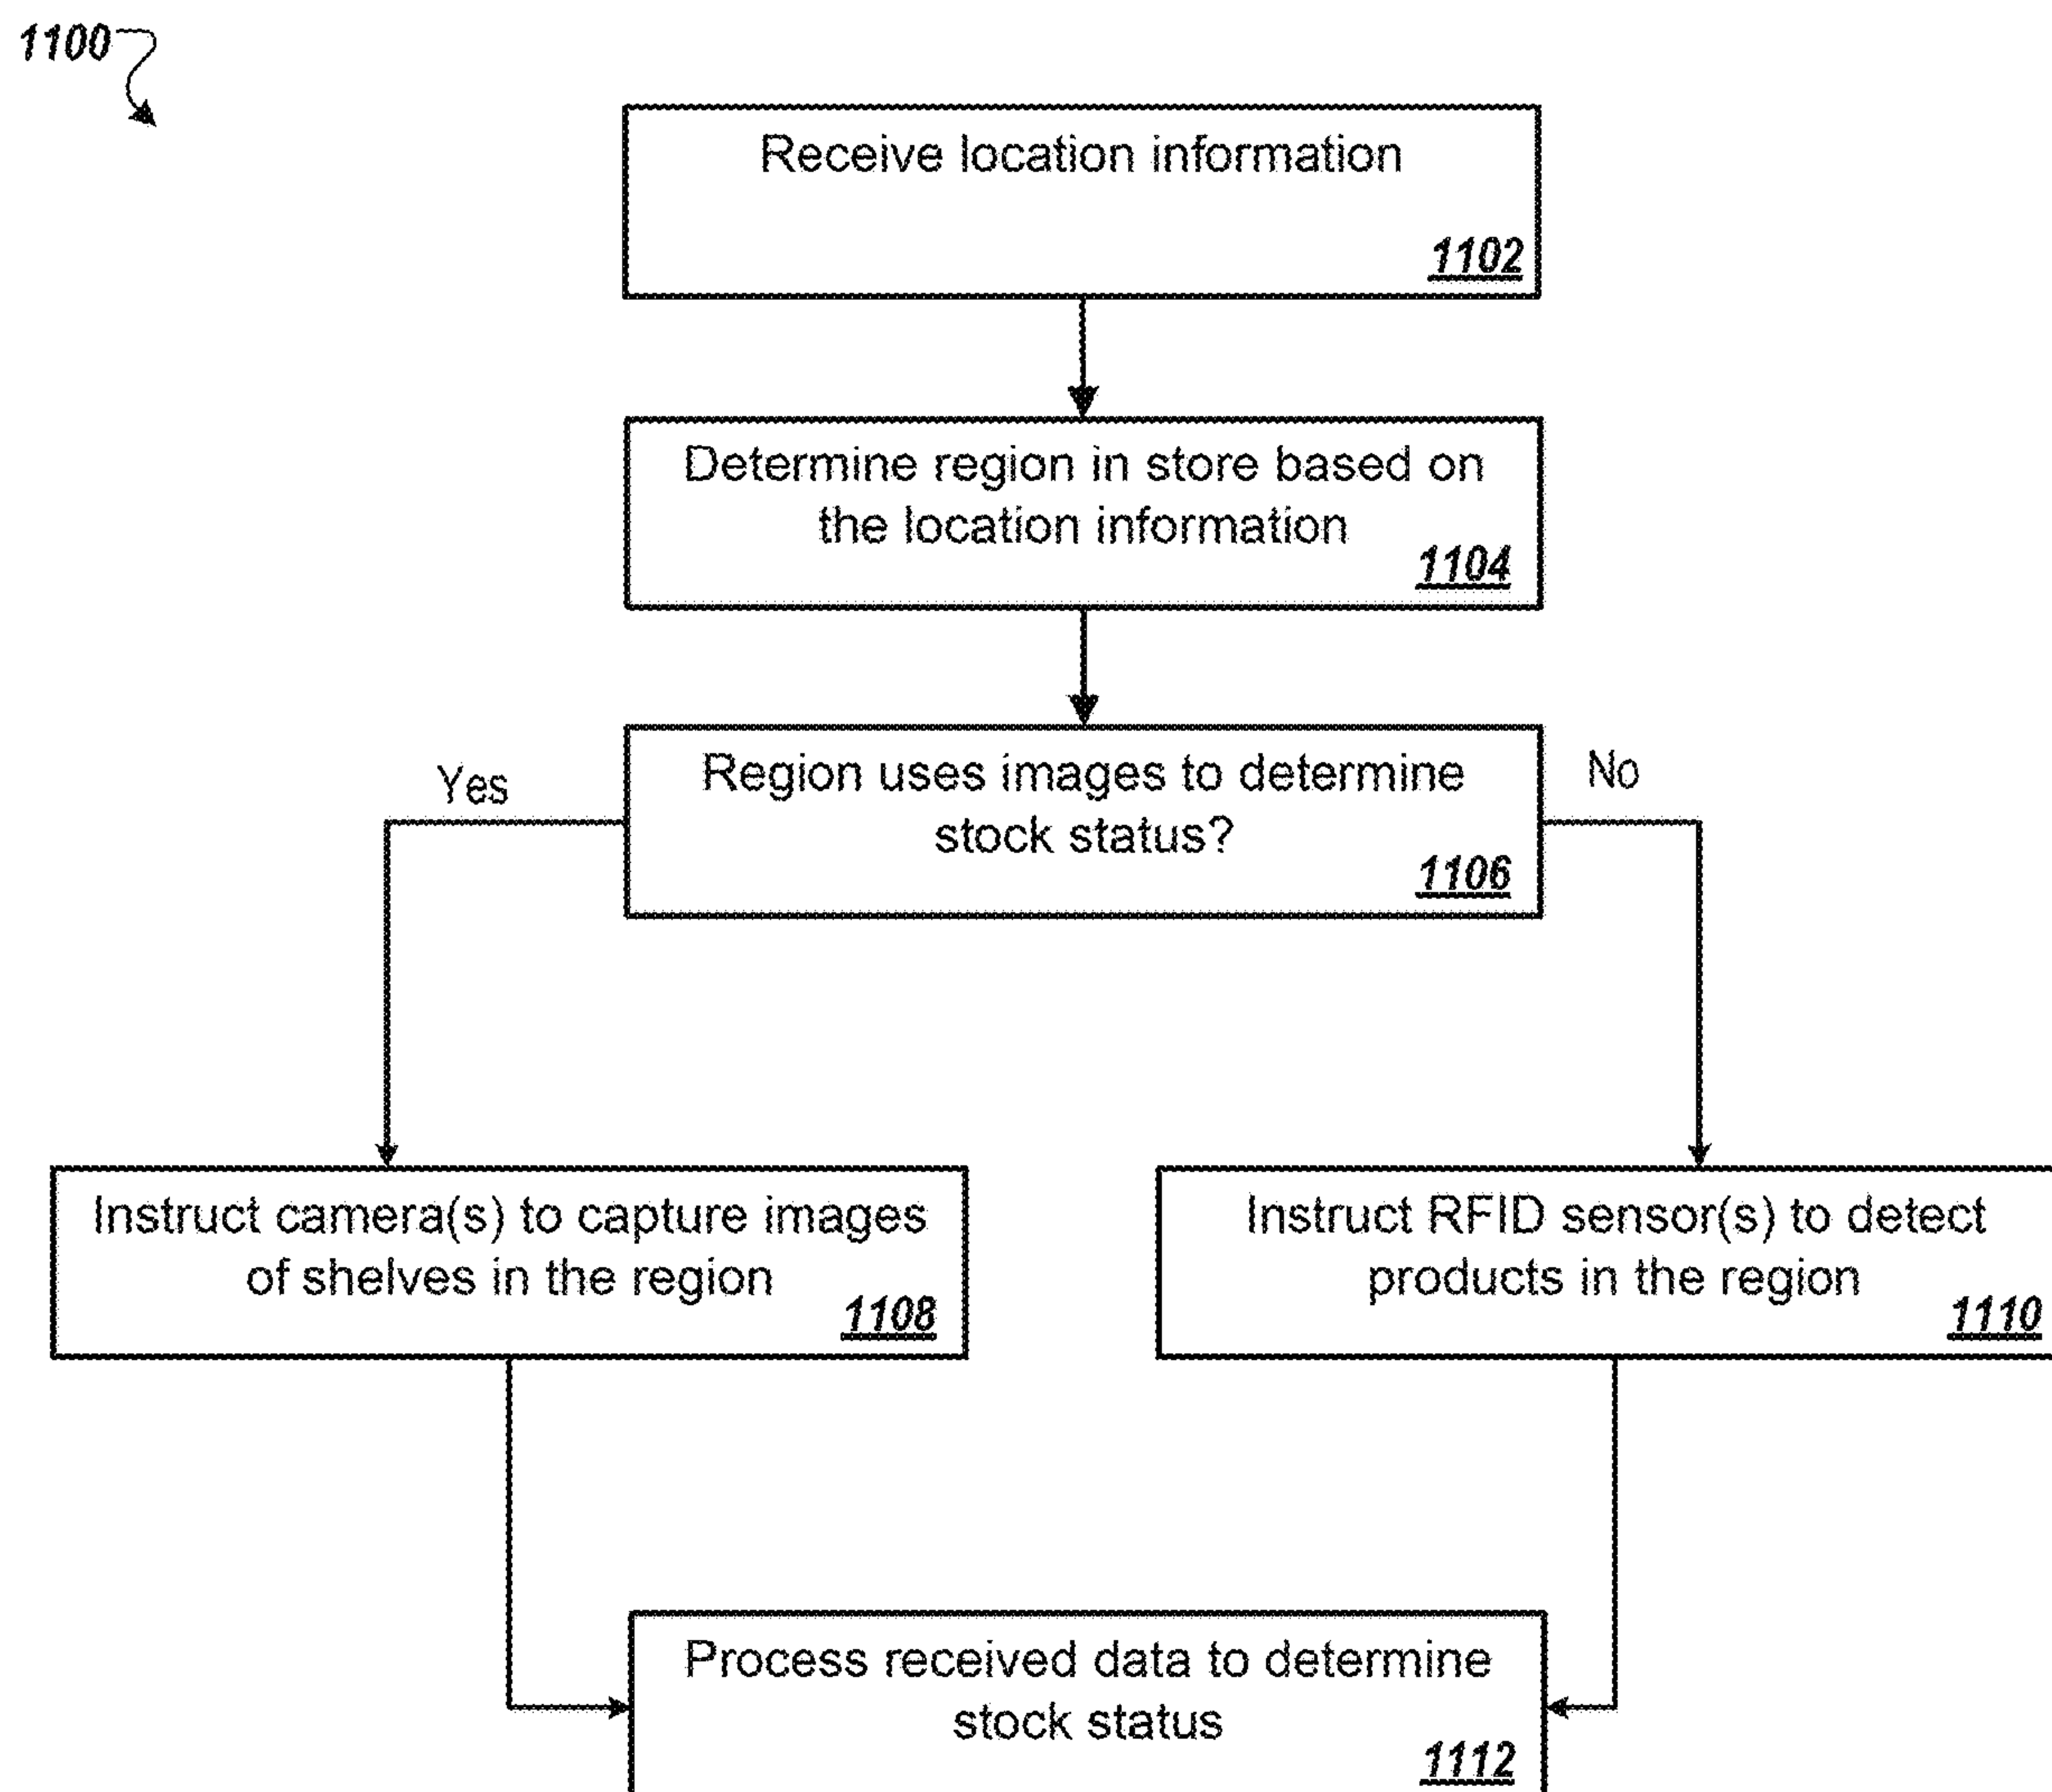 1100
Receive location information
1102
Determine region in store based on
the location information
1104
Region uses images to determine
stock status?
1106
Yes
No
Instruct camera(s) to capture images
of shelves in the region
1108
Instruct RFID sensor(s) to detect
products in the region
1110
Process received data to determine
stock status
1112